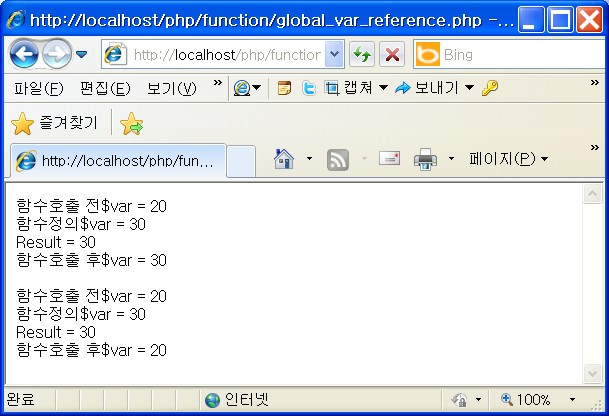 http://localhost/php/function/global_var_reference.php -...
http://localhost/php/function
Bing
파일(F) 편집(E) 보기(V) » 캡쳐 보내기 »
즐겨찾기
http://localhost/php/fun... 페이지(P) »
함수호출 전$var = 20
함수정의$var = 30
Result = 30
함수호출 후$var = 30
함수호출 전$var = 20
함수정의$var = 30
Result = 30
함수호출 후$var = 20
완료 인터넷 100%